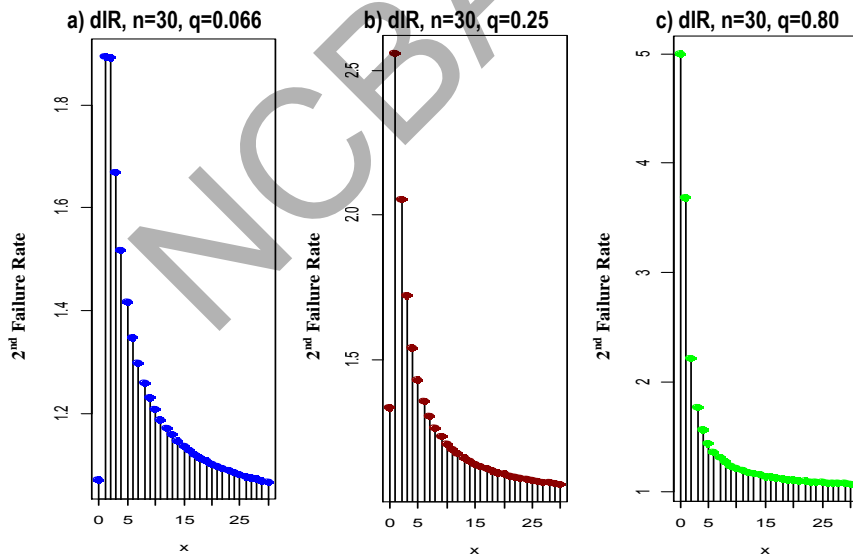 a) dIR, n=30, q=0.066
2nd Failure Rate
1.2
1.4
1.6
1.8
0
5
15
25
x
b) dIR, n=30, q=0.25
2nd Failure Rate
1.5
2.0
2.5
0
5
15
25
x
c) dIR, n=30, q=0.80
2nd Failure Rate
1
2
3
4
5
0
5
15
25
x
NCBA